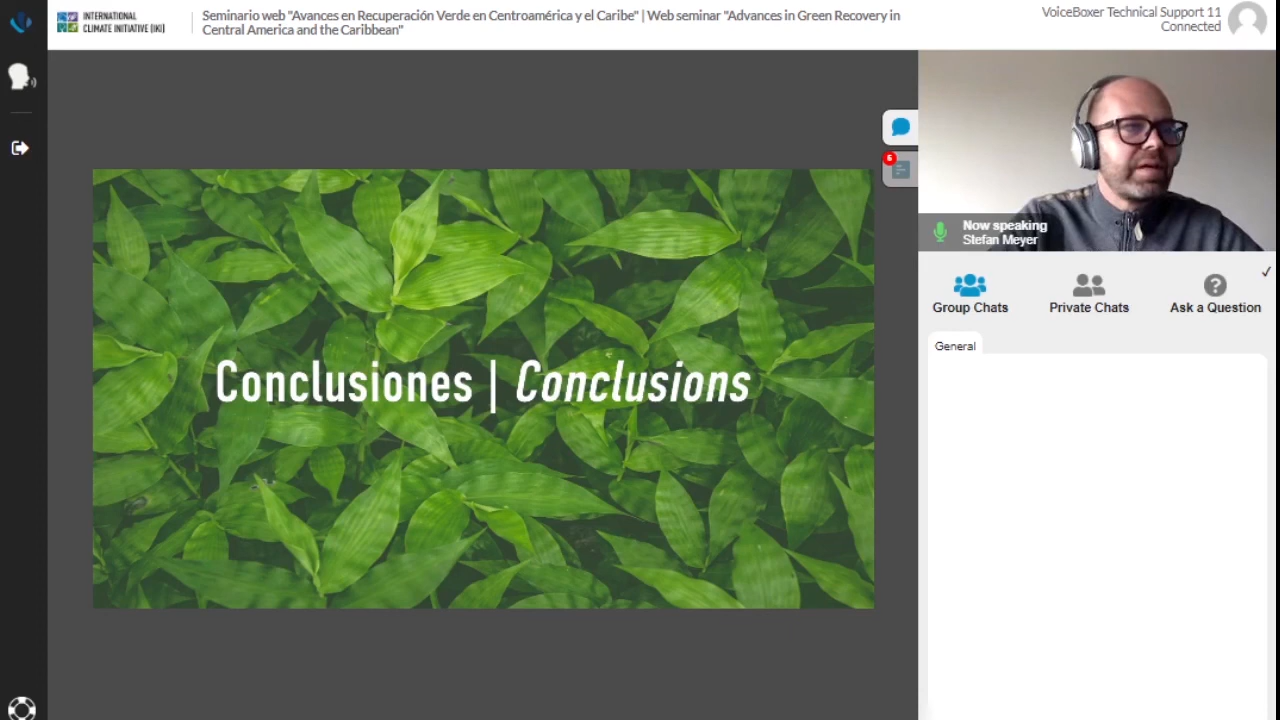 INTERNATIONAL
CLIMATE INITIATIVE (IKI)
Seminario web "Avances en Recuperación Verde en Centroamérica y el Caribe" | Web seminar "Advances in Green Recovery in
Central America and the Caribbean"
VoiceBoxer Technical Support 11
Connected
5
Now speaking
Stefan Meyer
Group Chats
Private Chats
Ask a Question
General
Conclusiones | Conclusions